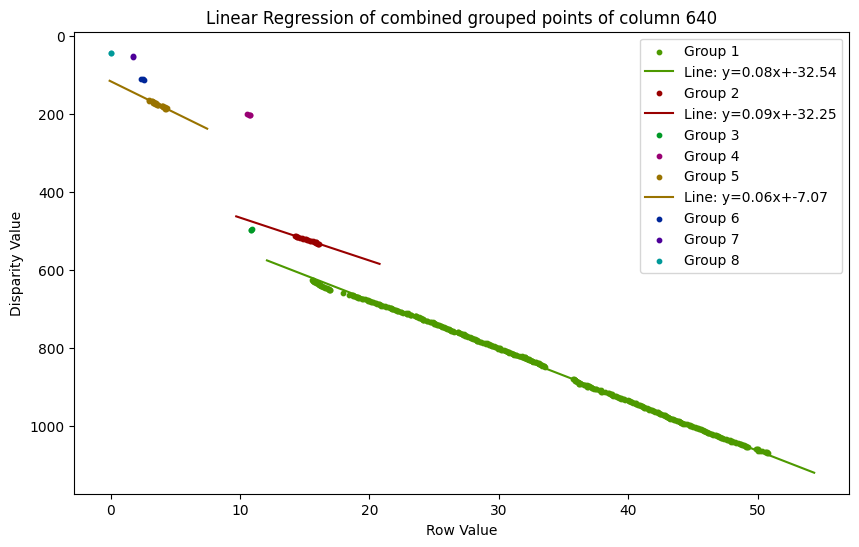 Linear Regression of combined grouped points of column 640
Group 1
Line: y=0.08x+-32.54
Group 2
Line: y=0.09x+-32.25
Group 3
Group 4
Group 5
Line: y=0.06x+-7.07
Group 6
Group 7
Group 8
Disparity Value
0
200
400
600
800
1000
0 10 20 30 40 50
Row Value